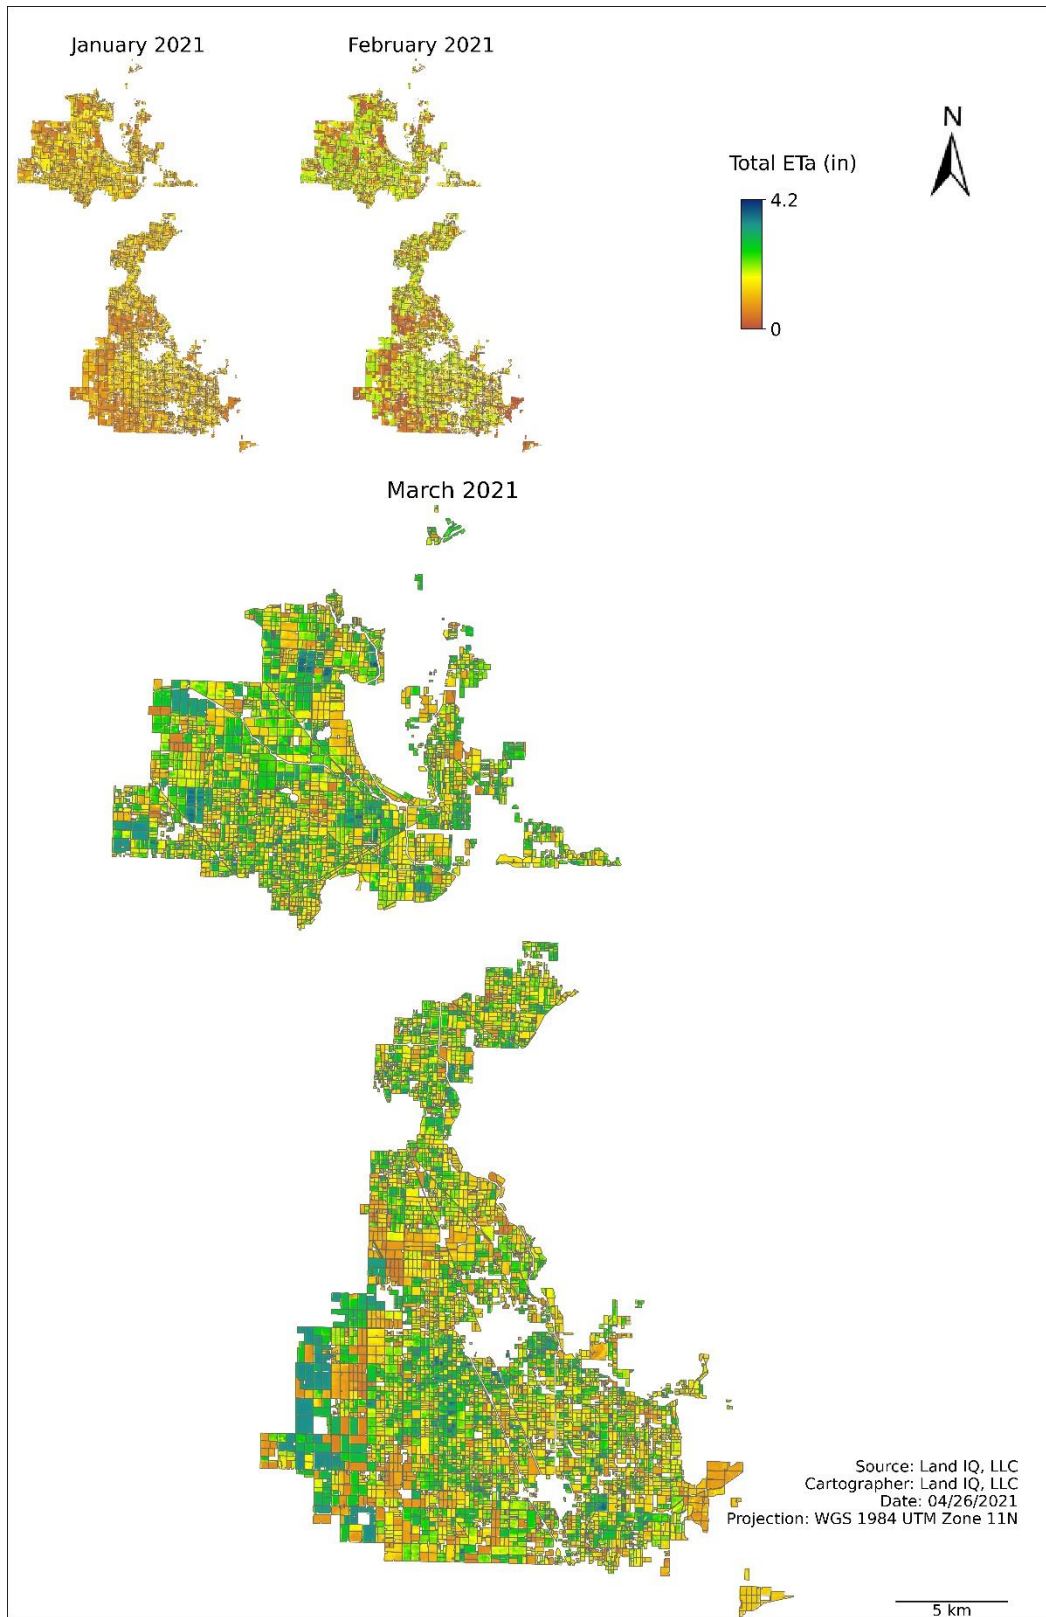 January 2021
February 2021
N
Total ETa (in)
4.2
0
March 2021
Source: Land IQ, LLC
Cartographer: Land IQ, LLC
Date: 04/26/2021
Projection: WGS 1984 UTM Zone 11N
5 km